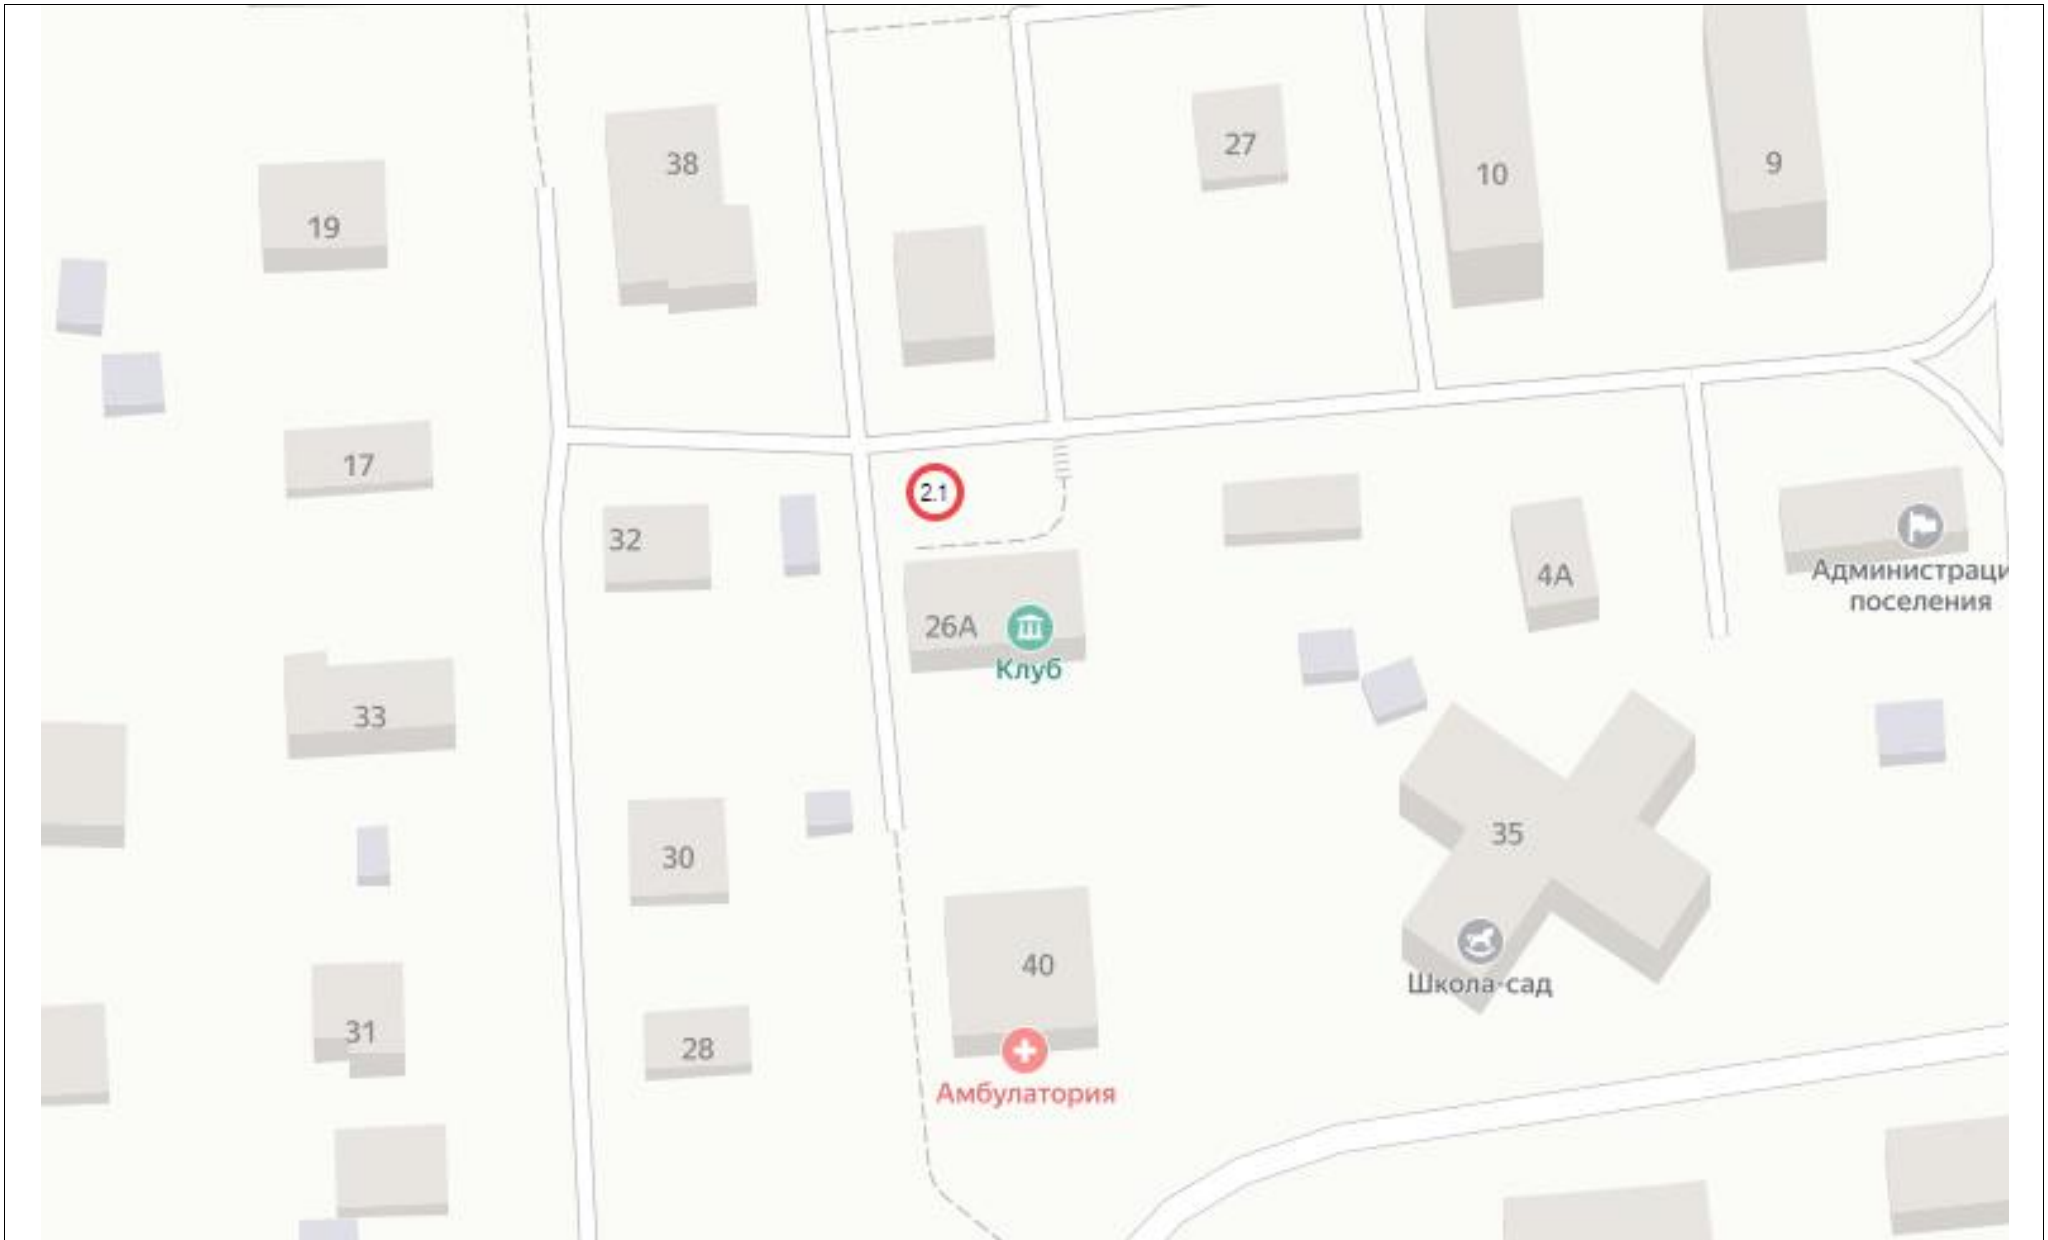 27
38
9
10
19
17
2.1
32
4А
Администраци
поселения
26А
Клуб
33
35
30
40
Школа-сад
31
28
Амбулатория